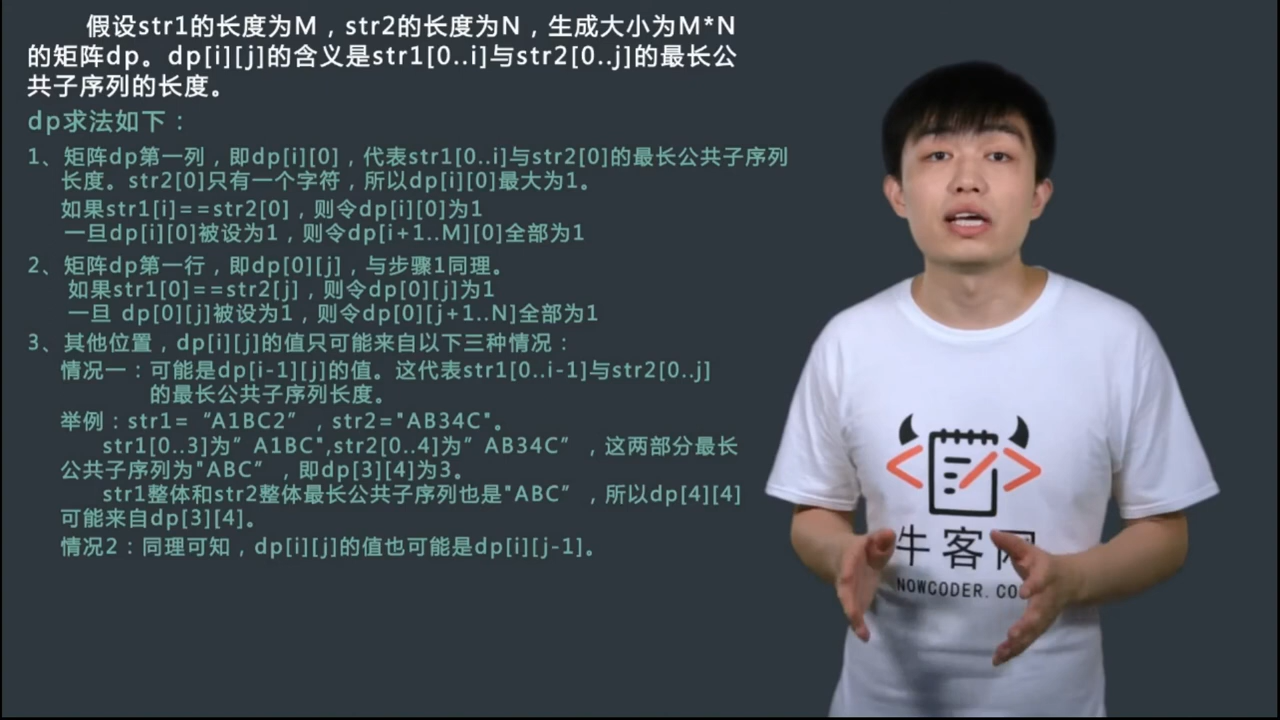 假设str1的长度为M，str2的长度为N，生成大小为M*N
的矩阵dp。dp[i][j]的含义是str1[0..i]与str2[0..j]的最长公
共子序列的长度。
dp求法如下：
1、矩阵dp第一列，即dp[i][0]，代表str1[0..i]与str2[0]的最长公共子序列
长度。str2[0]只有一个字符，所以dp[i][0]最大为1。
如果str1[i]==str2[0]，则令dp[i][0]为1
一旦dp[i][0]被设为1，则令dp[i+1..M][0]全部为1
2、矩阵dp第一行，即dp[0][j]，与步骤1同理。
如果str1[0]==str2[j]，则令dp[0][j]为1
一旦 dp[0][j]被设为1，则令dp[0][j+1..N]全部为1
3、其他位置，dp[i][j]的值只可能来自以下三种情况：
情况一：可能是dp[i-1][j]的值。这代表str1[0..i-1]与str2[0..j]
的最长公共子序列长度。
举例：str1=“A1BC2”，str2="AB34C"。
str1[0..3]为”A1BC",str2[0..4]为”AB34C”，这两部分最长
公共子序列为"ABC”，即dp[3][4]为3。
str1整体和str2整体最长公共子序列也是"ABC”，所以dp[4][4]
可能来自dp[3][4]。
情况2：同理可知，dp[i][j]的值也可能是dp[i][j-1]。
牛客网
NOWCODER.CO